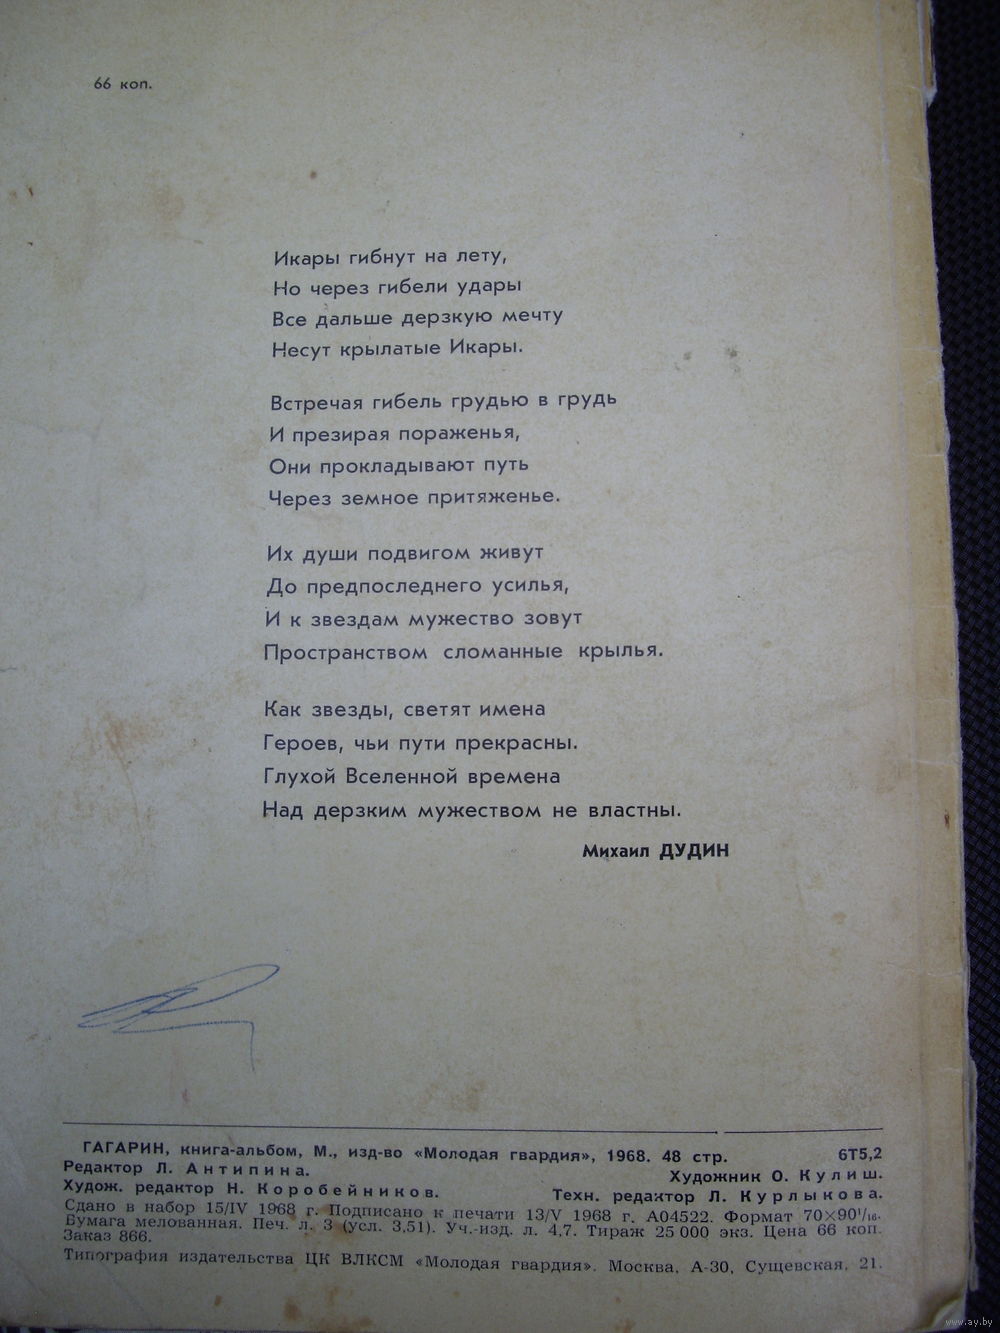 66 коп.
Икары гибнут на лету,
Но через гибели удары
Все дальше дерзкую мечту
Несут крылатые Икары.
Встречая гибель грудью в грудь
И презирая пораженья,
Они прокладывают путь
Через земное притяженье.
Их души подвигом живут
До предпоследнего усилья,
И к звездам мужество зовут
Пространством сломанные крылья.
Как звезды, светят имена
Героев, чьи пути прекрасны.
Глухой Вселенной времена
Над дерзким мужеством не властны.
Михаил ДУДИН
ГАГАРИН, книга-альбом, М., изд-во «Молодая гвардия», 1968. 48 стр. 6Т5,2
Редактор Л. Антипина. Художник О. Кулиш.
Худож. редактор Н. Коробейников. Техн. редактор Л. Курлыкова.
Сдано в набор 15/IV 1968 г. Подписано к печати 13/V 1968 г. А04522. Формат 70×90¹/₁₆.
Бумага мелованная. Печ. л. 3 (усл. 3,51). Уч.-изд. л. 4,7. Тираж 25 000 экз. Цена 66 коп.
Заказ 866.
Типография издательства ЦК ВЛКСМ «Молодая гвардия». Москва, А-30, Сущевская, 21.
www.ay.by